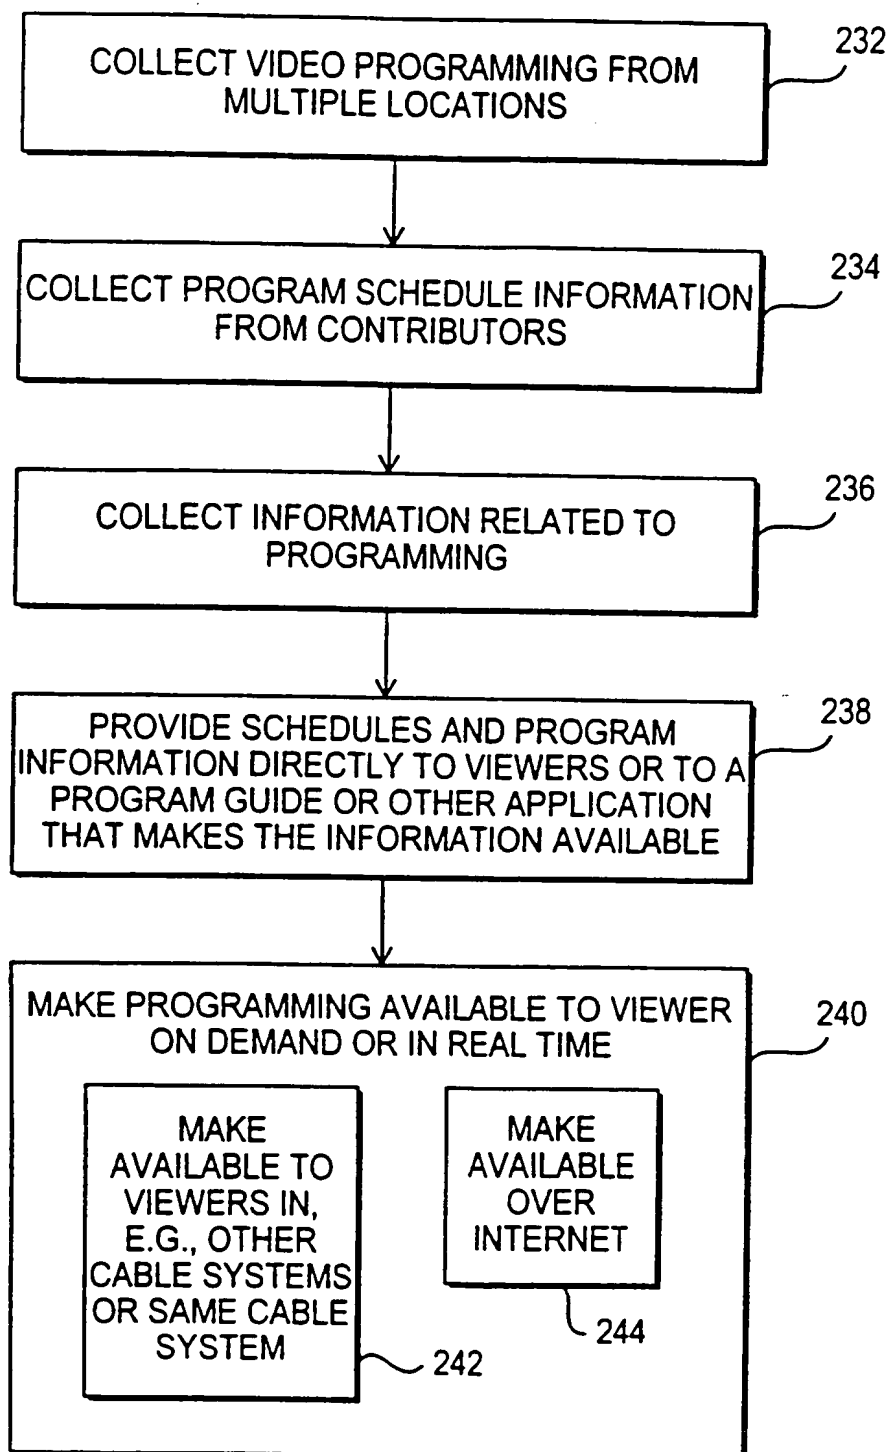 COLLECT VIDEO PROGRAMMING FROM
MULTIPLE LOCATIONS
232
COLLECT PROGRAM SCHEDULE INFORMATION
FROM CONTRIBUTORS
234
COLLECT INFORMATION RELATED TO
PROGRAMMING
236
PROVIDE SCHEDULES AND PROGRAM
INFORMATION DIRECTLY TO VIEWERS OR TO A
PROGRAM GUIDE OR OTHER APPLICATION
THAT MAKES THE INFORMATION AVAILABLE
238
MAKE PROGRAMMING AVAILABLE TO VIEWER
ON DEMAND OR IN REAL TIME
240
MAKE
AVAILABLE TO
VIEWERS IN,
E.G., OTHER
CABLE SYSTEMS
OR SAME CABLE
SYSTEM
242
MAKE
AVAILABLE
OVER
INTERNET
244